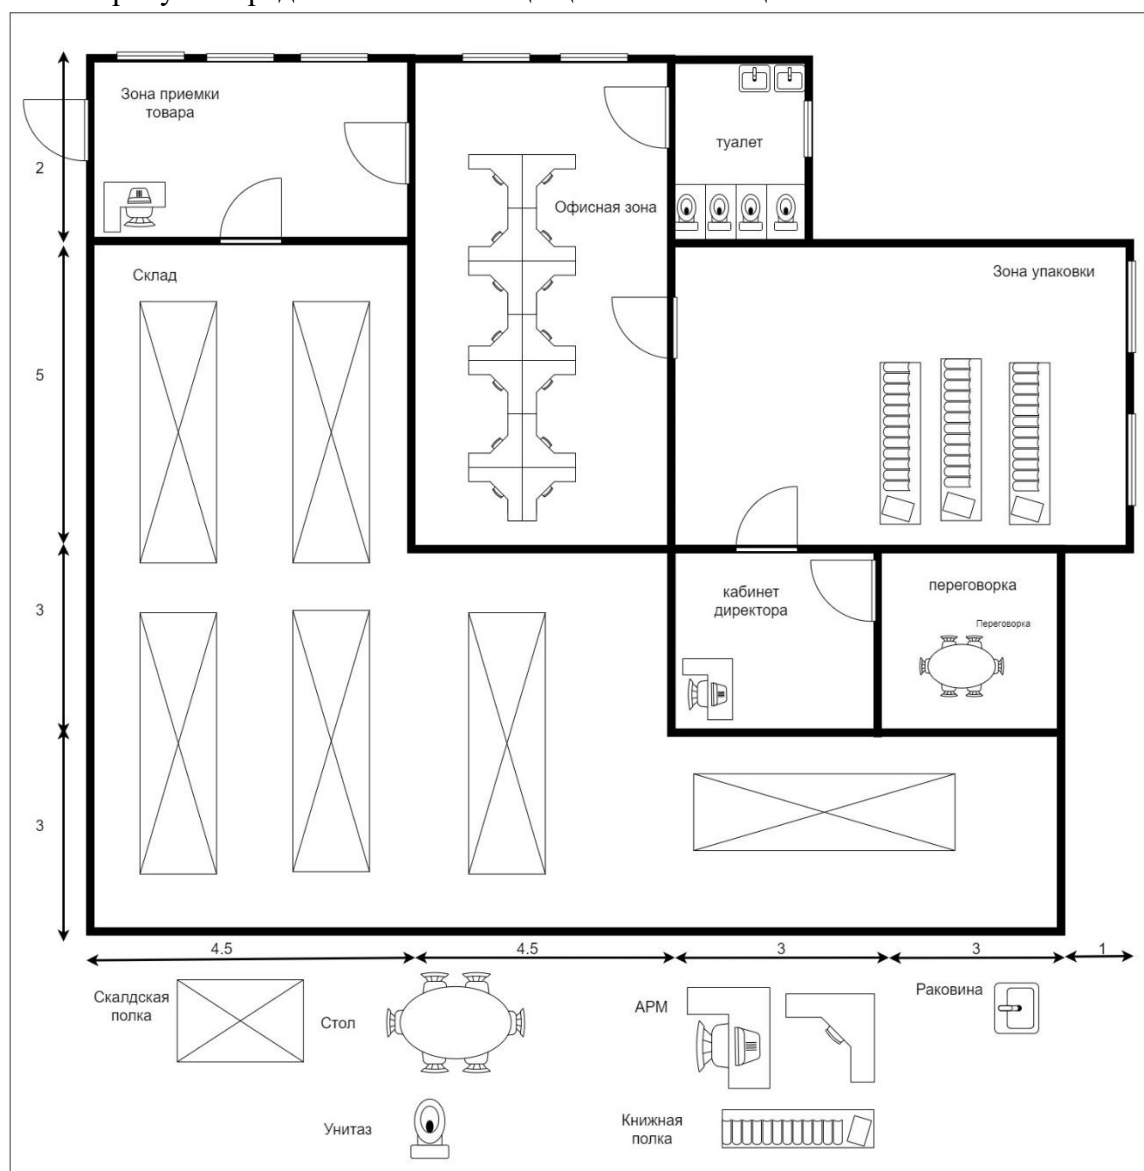 Зона приемки
товара
2
туалет
Офисная зона
Склад
Зона упаковки
5
кабинет
директора
переговорка
Переговорка
3
3
4.5
4.5
3
3
1
Скалдская
полка
Стол
АРМ
Раковина
Унитаз
Книжная
полка